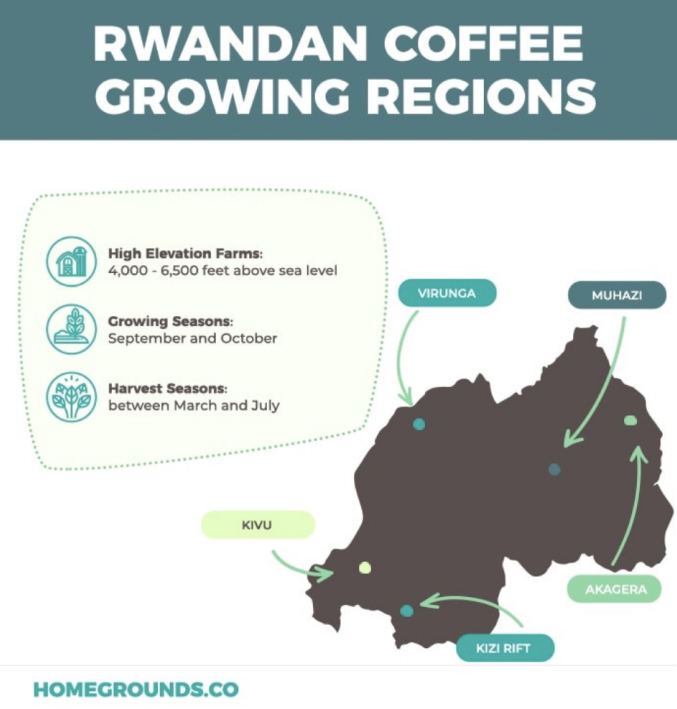 RWANDAN COFFEE
GROWING REGIONS
High Elevation Farms:
4,000 - 6,500 feet above sea level
Growing Seasons:
September and October
Harvest Seasons:
between March and July
VIRUNGA
MUHAZI
KIVU
AKAGERA
KIZI RIFT
HOMEGROUNDS.CO